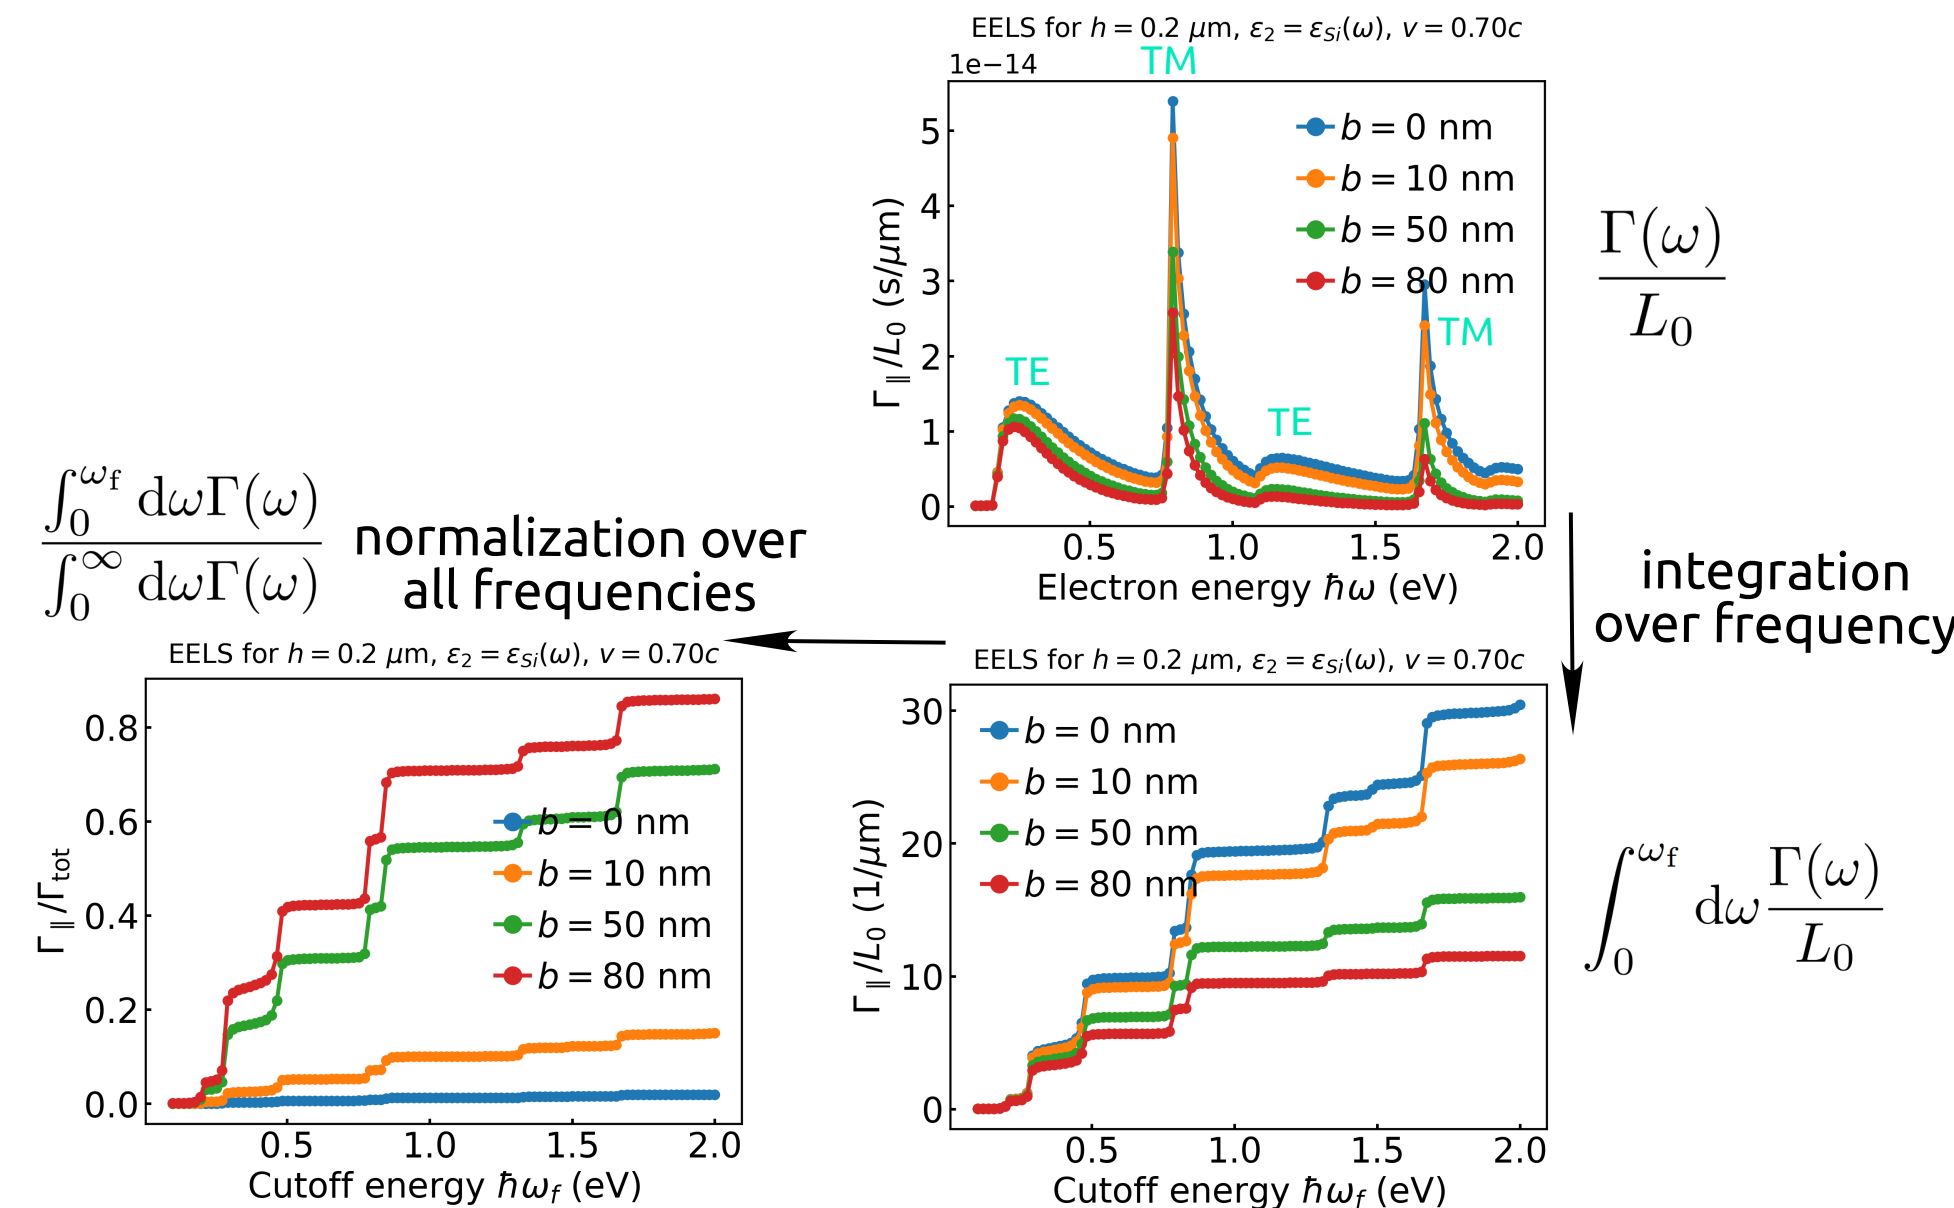 EELS for h = 0.2 μm, ε₂ = ε_Si(ω), v = 0.70c
1e−14
TM
b = 0 nm
b = 10 nm
b = 50 nm
b = 80 nm
TM
TE
TE
5
4
3
2
1
0
Γ∥/L₀ (s/μm)
0.5 1.0 1.5 2.0
Electron energy ℏω (eV)
Γ(ω)
L₀
integration
over frequency
∫₀^ωf dωΓ(ω)
∫₀^∞ dωΓ(ω)
normalization over
all frequencies
EELS for h = 0.2 μm, ε₂ = ε_Si(ω), v = 0.70c
0.8
0.6
0.4
0.2
0.0
Γ∥/Γtot
b = 0 nm
b = 10 nm
b = 50 nm
b = 80 nm
0.5 1.0 1.5 2.0
Cutoff energy ℏω_f (eV)
EELS for h = 0.2 μm, ε₂ = ε_Si(ω), v = 0.70c
30
20
10
0
Γ∥/L₀ (1/μm)
b = 0 nm
b = 10 nm
b = 50 nm
b = 80 nm
0.5 1.0 1.5 2.0
Cutoff energy ℏω_f (eV)
∫₀^ωf dω Γ(ω)
L₀